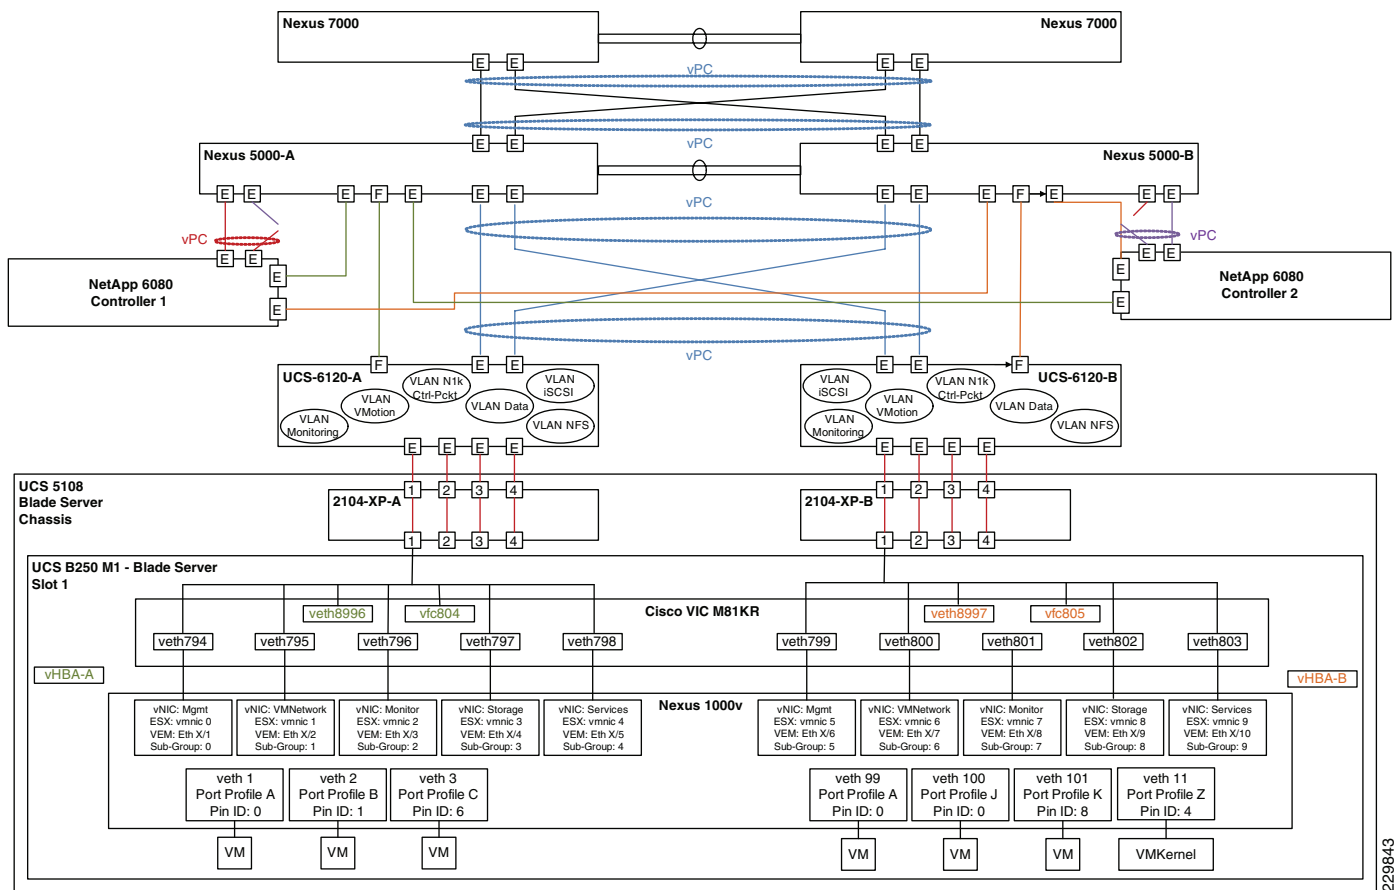 Nexus 7000
Nexus 7000
E E E E
vPC
vPC
E E E E
Nexus 5000-A
Nexus 5000-B
E E E F E E E
E E E F E E E
vPC
vPC
vPC
E E
E E
NetApp 6080
Controller 1
E
E
NetApp 6080
Controller 2
E
E
vPC
F E E
E E F
UCS-6120-A
VLAN
Monitoring
VLAN
VMotion
VLAN N1k
Ctrl-Pckt
VLAN Data
VLAN
iSCSI
VLAN NFS
E E E E
UCS-6120-B
VLAN
iSCSI
VLAN
Monitoring
VLAN
VMotion
VLAN N1k
Ctrl-Pckt
VLAN Data
VLAN NFS
E E E E
UCS 5108
Blade Server
Chassis
1 2 3 4
2104-XP-A
1 2 3 4
1 2 3 4
2104-XP-B
1 2 3 4
UCS B250 M1 - Blade Server
Slot 1
Cisco VIC M81KR
veth8996
vfc804
veth8997
vfc805
veth794
veth795
veth796
veth797
veth798
veth799
veth800
veth801
veth802
veth803
vHBA-A
vHBA-B
Nexus 1000v
vNIC: Mgmt
ESX: vmnic 0
VEM: Eth X/1
Sub-Group: 0
vNIC: VMNetwork
ESX: vmnic 1
VEM: Eth X/2
Sub-Group: 1
vNIC: Monitor
ESX: vmnic 2
VEM: Eth X/3
Sub-Group: 2
vNIC: Storage
ESX: vmnic 3
VEM: Eth X/4
Sub-Group: 3
vNIC: Services
ESX: vmnic 4
VEM: Eth X/5
Sub-Group: 4
vNIC: Mgmt
ESX: vmnic 5
VEM: Eth X/6
Sub-Group: 5
vNIC: VMNetwork
ESX: vmnic 6
VEM: Eth X/7
Sub-Group: 6
vNIC: Monitor
ESX: vmnic 7
VEM: Eth X/8
Sub-Group: 7
vNIC: Storage
ESX: vmnic 8
VEM: Eth X/9
Sub-Group: 8
vNIC: Services
ESX: vmnic 9
VEM: Eth X/10
Sub-Group: 9
veth 1
Port Profile A
Pin ID: 0
veth 2
Port Profile B
Pin ID: 1
veth 3
Port Profile C
Pin ID: 6
veth 99
Port Profile A
Pin ID: 0
veth 100
Port Profile J
Pin ID: 0
veth 101
Port Profile K
Pin ID: 8
veth 11
Port Profile Z
Pin ID: 4
VM
VM
VM
VM
VM
VM
VMKernel
229843